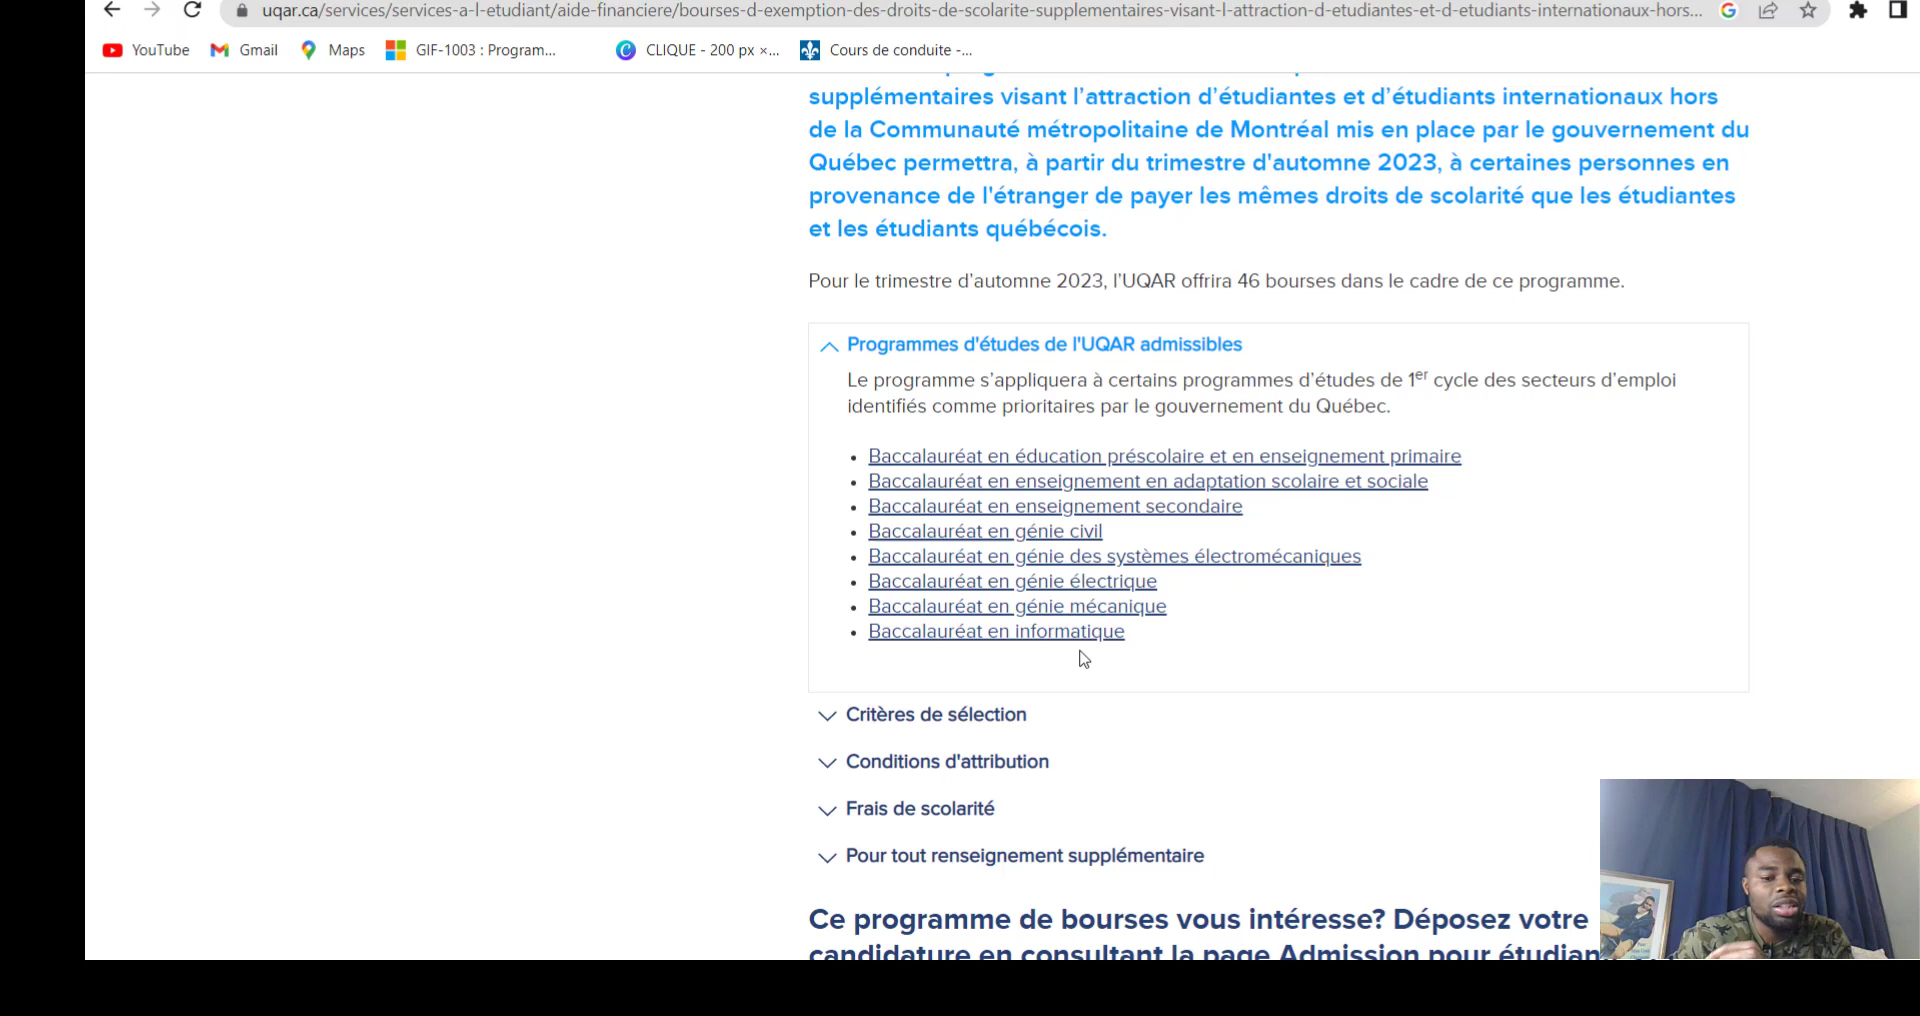 uqar.ca/services/services-a-l-etudiant/aide-financiere/bourses-d-exemption-des-droits-de-scolarite-supplementaires-visant-l-attraction-d-etudiantes-et-d-etudiants-internationaux-hors...
YouTube Gmail Maps GIF-1003 : Program... CLIQUE - 200 px ×... Cours de conduite -...
supplémentaires visant l’attraction d’étudiantes et d’étudiants internationaux hors
de la Communauté métropolitaine de Montréal mis en place par le gouvernement du
Québec permettra, à partir du trimestre d'automne 2023, à certaines personnes en
provenance de l'étranger de payer les mêmes droits de scolarité que les étudiantes
et les étudiants québécois.
Pour le trimestre d’automne 2023, l’UQAR offrira 46 bourses dans le cadre de ce programme.
Programmes d'études de l'UQAR admissibles
Le programme s’appliquera à certains programmes d’études de 1er cycle des secteurs d’emploi
identifiés comme prioritaires par le gouvernement du Québec.
• Baccalauréat en éducation préscolaire et en enseignement primaire
• Baccalauréat en enseignement en adaptation scolaire et sociale
• Baccalauréat en enseignement secondaire
• Baccalauréat en génie civil
• Baccalauréat en génie des systèmes électromécaniques
• Baccalauréat en génie électrique
• Baccalauréat en génie mécanique
• Baccalauréat en informatique
Critères de sélection
Conditions d'attribution
Frais de scolarité
Pour tout renseignement supplémentaire
Ce programme de bourses vous intéresse? Déposez votre
candidature en consultant la page Admission pour étudian